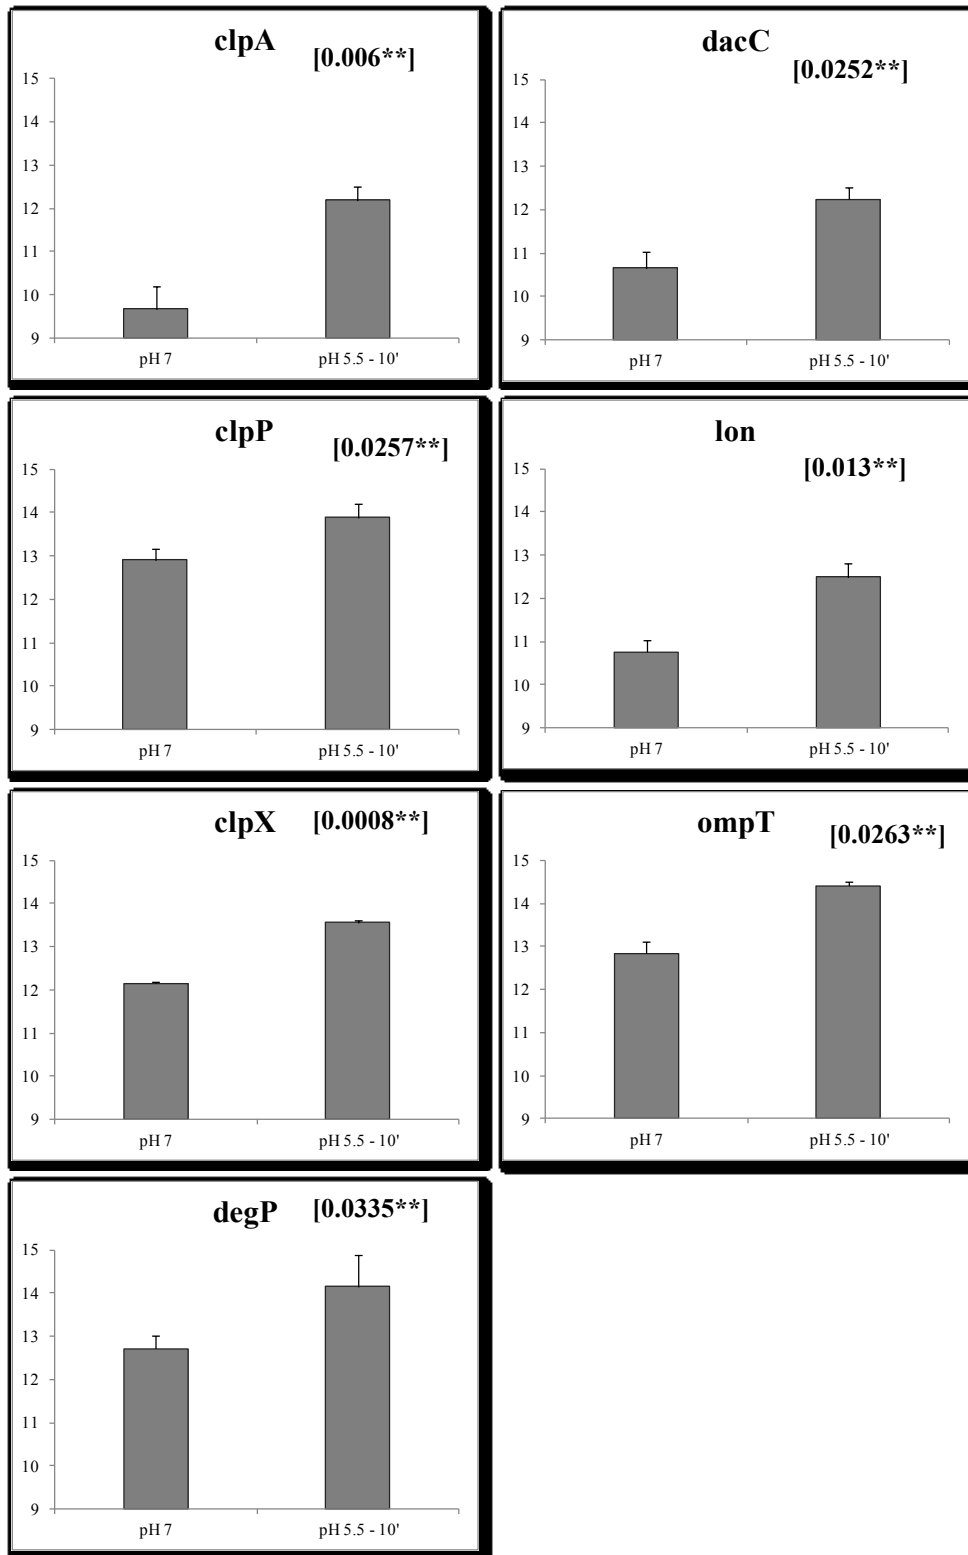 clpA
[0.006**]
15
14
13
12
11
10
9
pH 7
pH 5.5 - 10'
dacC
[0.0252**]
15
14
13
12
11
10
9
pH 7
pH 5.5 - 10'
clpP
[0.0257**]
15
14
13
12
11
10
9
pH 7
pH 5.5 - 10'
lon
[0.013**]
15
14
13
12
11
10
9
pH 7
pH 5.5 - 10'
clpX
[0.0008**]
15
14
13
12
11
10
9
pH 7
pH 5.5 - 10'
ompT
[0.0263**]
15
14
13
12
11
10
9
pH 7
pH 5.5 - 10'
degP
[0.0335**]
15
14
13
12
11
10
9
pH 7
pH 5.5 - 10'